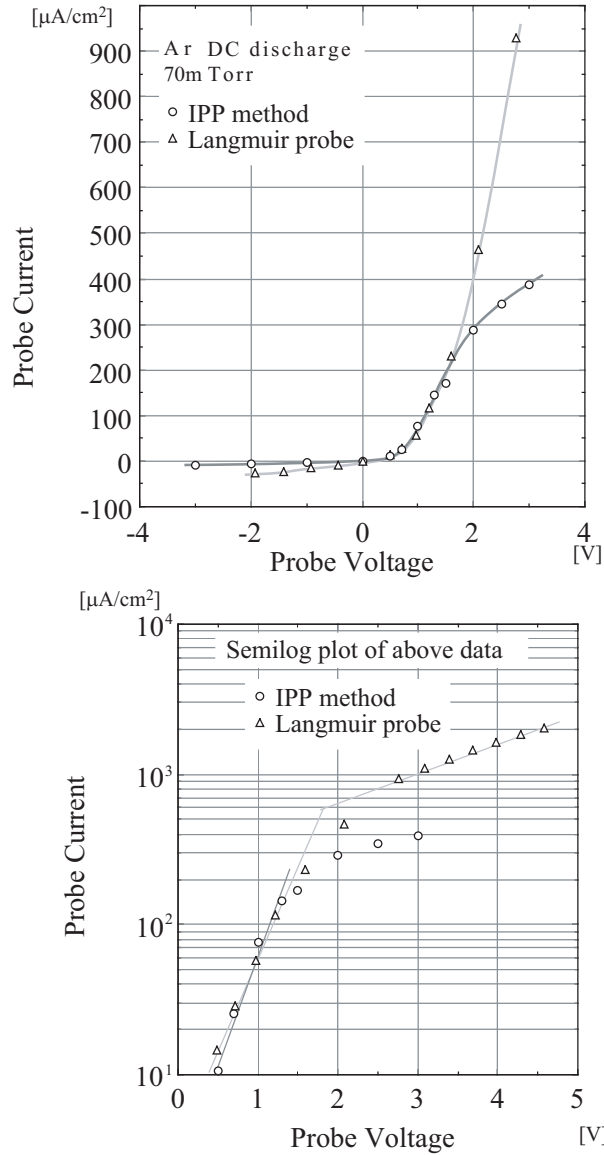 [μA/cm²]
900
800
700
600
500
400
300
200
100
0
-100
-4
-2
0
2
4
Probe Current
Probe Voltage
[V]
Ar DC discharge
70m Torr
IPP method
Langmuir probe
[μA/cm²]
10⁴
10³
10²
10¹
0
1
2
3
4
5
Probe Current
Probe Voltage
[V]
Semilog plot of above data
IPP method
Langmuir probe